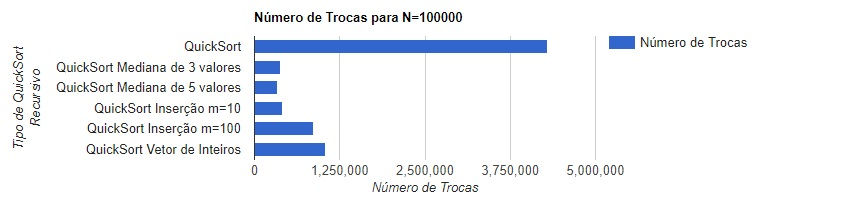 Número de Trocas para N=100000
Tipo de QuickSort
Recursivo
QuickSort
QuickSort Mediana de 3 valores
QuickSort Mediana de 5 valores
QuickSort Inserção m=10
QuickSort Inserção m=100
QuickSort Vetor de Inteiros
0 1,250,000 2,500,000 3,750,000 5,000,000
Número de Trocas
Número de Trocas